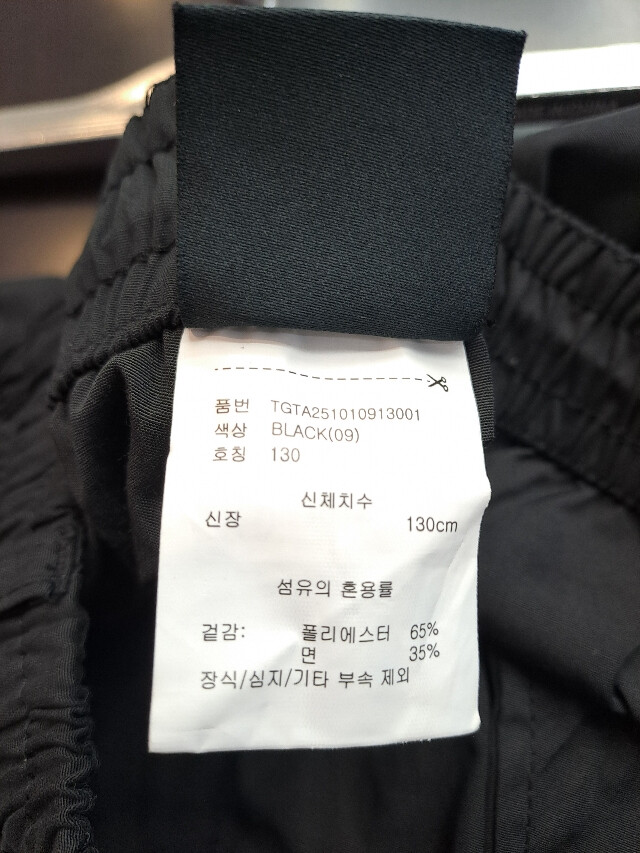 품번 TGTA251010913001
색상 BLACK(09)
호칭 130
신체치수
신장 130cm
섬유의 혼용률
겉감: 폴리에스터 65%
면 35%
장식/심지/기타 부속 제외